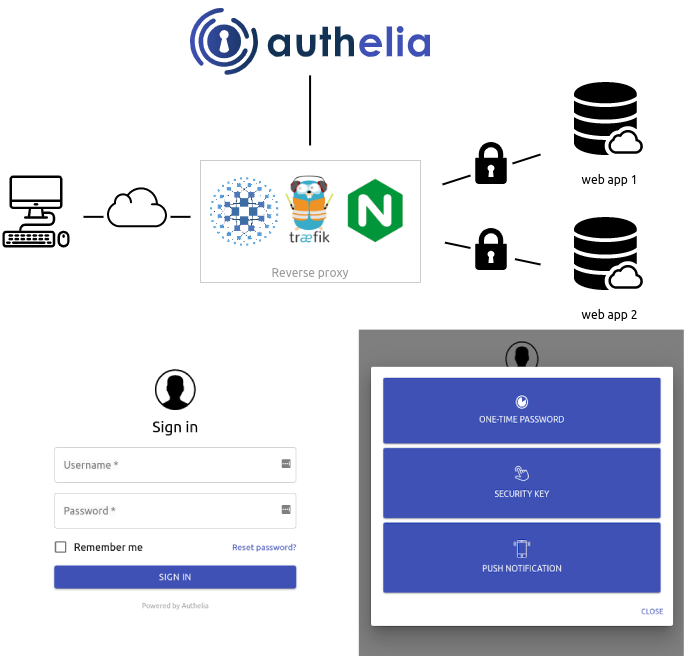 authelia
træfik
N
Reverse proxy
web app 1
web app 2
Sign in
Username *
Password *
Remember me
Reset password?
SIGN IN
Powered by Authelia
ONE-TIME PASSWORD
SECURITY KEY
PUSH NOTIFICATION
CLOSE